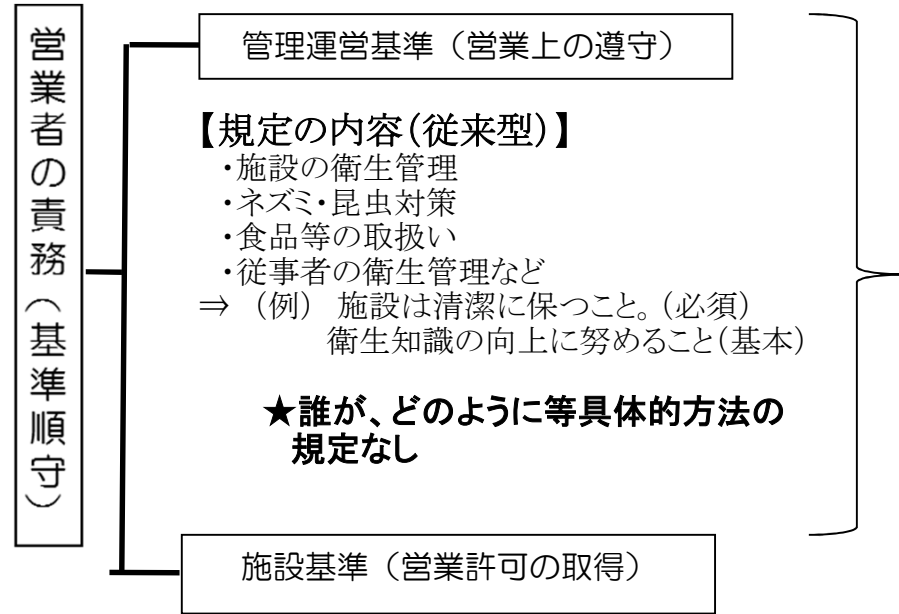 営業者の責務（基準順守）
管理運営基準（営業上の遵守）
【規定の内容（従来型）】
・施設の衛生管理
・ネズミ・昆虫対策
・食品等の取扱い
・従事者の衛生管理など
⇒ （例） 施設は清潔に保つこと。（必須）
衛生知識の向上に努めること（基本）
★誰が、どのように等具体的方法の
規定なし
施設基準（営業許可の取得）